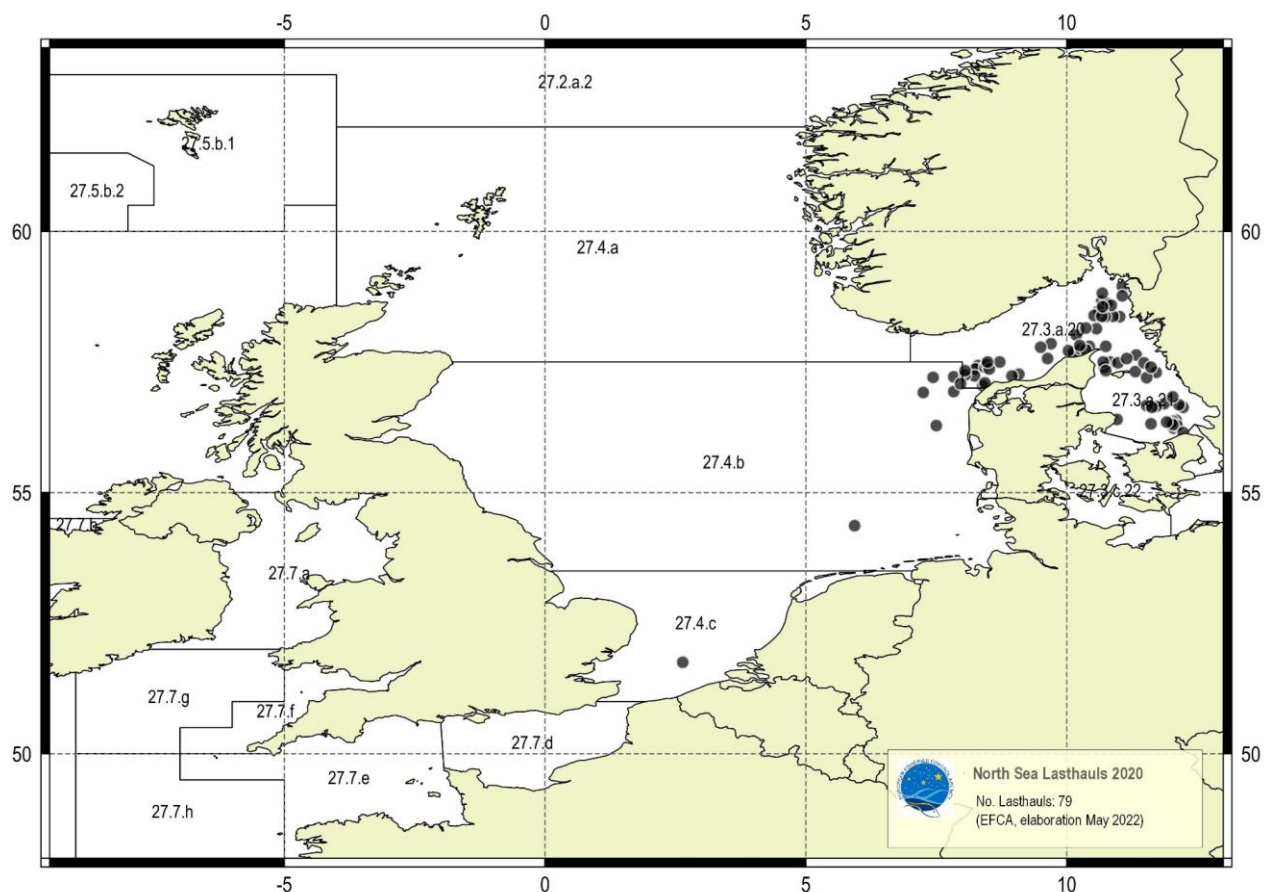 -5 0 5 10
27.2.a.2
27.5.b.1
27.5.b.2
60 60
27.4.a
27.3.a.20
27.3.a.21
27.4.b
55 55
27.3.c.22
27.7.a
27.4.c
27.7.g
27.7.f
27.7.d
50 50
27.7.e
27.7.h
North Sea Lasthauls 2020
No. Lasthauls: 79
(EFCA, elaboration May 2022)
-5 0 5 10